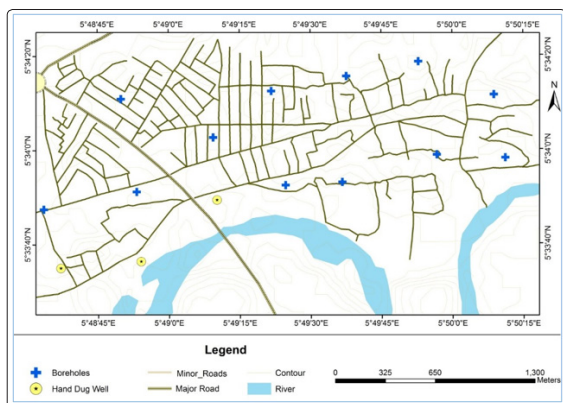 5°48'45"E 5°49'0"E 5°49'15"E 5°49'30"E 5°49'45"E 5°50'0"E 5°50'15"E
5°34'20"N 5°34'20"N
N
5°34'0"N 5°34'0"N
5°33'40"N 5°33'40"N
5°48'45"E 5°49'0"E 5°49'15"E 5°49'30"E 5°49'45"E 5°50'0"E 5°50'15"E
Legend
Boreholes Minor_Roads Contour 0 325 650 1,300
Hand Dug Well Major Road River Meters